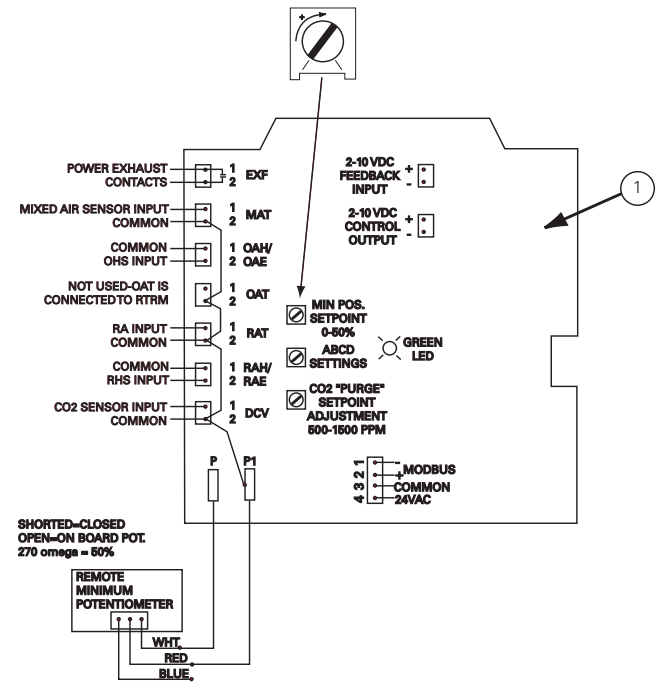 +
POWER EXHAUST
CONTACTS
1
2
EXF
MIXED AIR SENSOR INPUT
COMMON
1
2
MAT
COMMON
OHS INPUT
1 OAH/
2 OAE
NOT USED-OAT IS
CONNECTED TO RTRM
1
2
OAT
RA INPUT
COMMON
1
2
RAT
COMMON
RHS INPUT
1 RAH/
2 RAE
CO2 SENSOR INPUT
COMMON
1
2
DCV
2-10 VDC
FEEDBACK
INPUT
+
-
2-10 VDC
CONTROL
OUTPUT
+
-
1
MIN POS.
SETPOINT
0-50%
ABCD
SETTINGS
GREEN
LED
CO2 "PURGE"
SETPOINT
ADJUSTMENT
500-1500 PPM
P
P1
1
2
3
4
-
+
MODBUS
COMMON
24VAC
SHORTED=CLOSED
OPEN=ON BOARD POT.
270 omega = 50%
REMOTE
MINIMUM
POTENTIOMETER
WHT
RED
BLUE